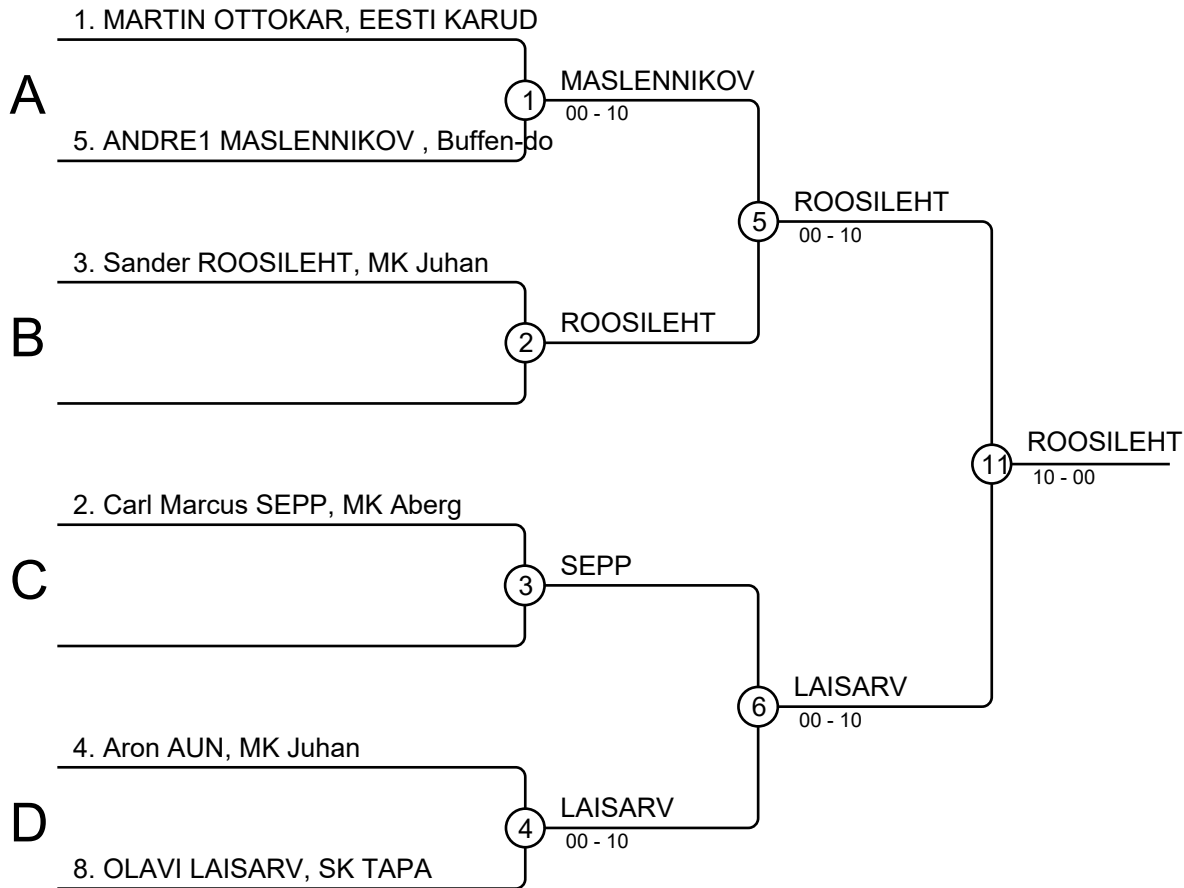 1. MARTIN OTTOKAR, EESTI KARUD
A
1
MASLENNIKOV
00 - 10
5. ANDRE1 MASLENNIKOV , Buffen-do
5
ROOSILEHT
00 - 10
3. Sander ROOSILEHT, MK Juhan
B
2
ROOSILEHT
11
ROOSILEHT
10 - 00
2. Carl Marcus SEPP, MK Aberg
C
3
SEPP
6
LAISARV
00 - 10
4. Aron AUN, MK Juhan
D
4
LAISARV
00 - 10
8. OLAVI LAISARV, SK TAPA